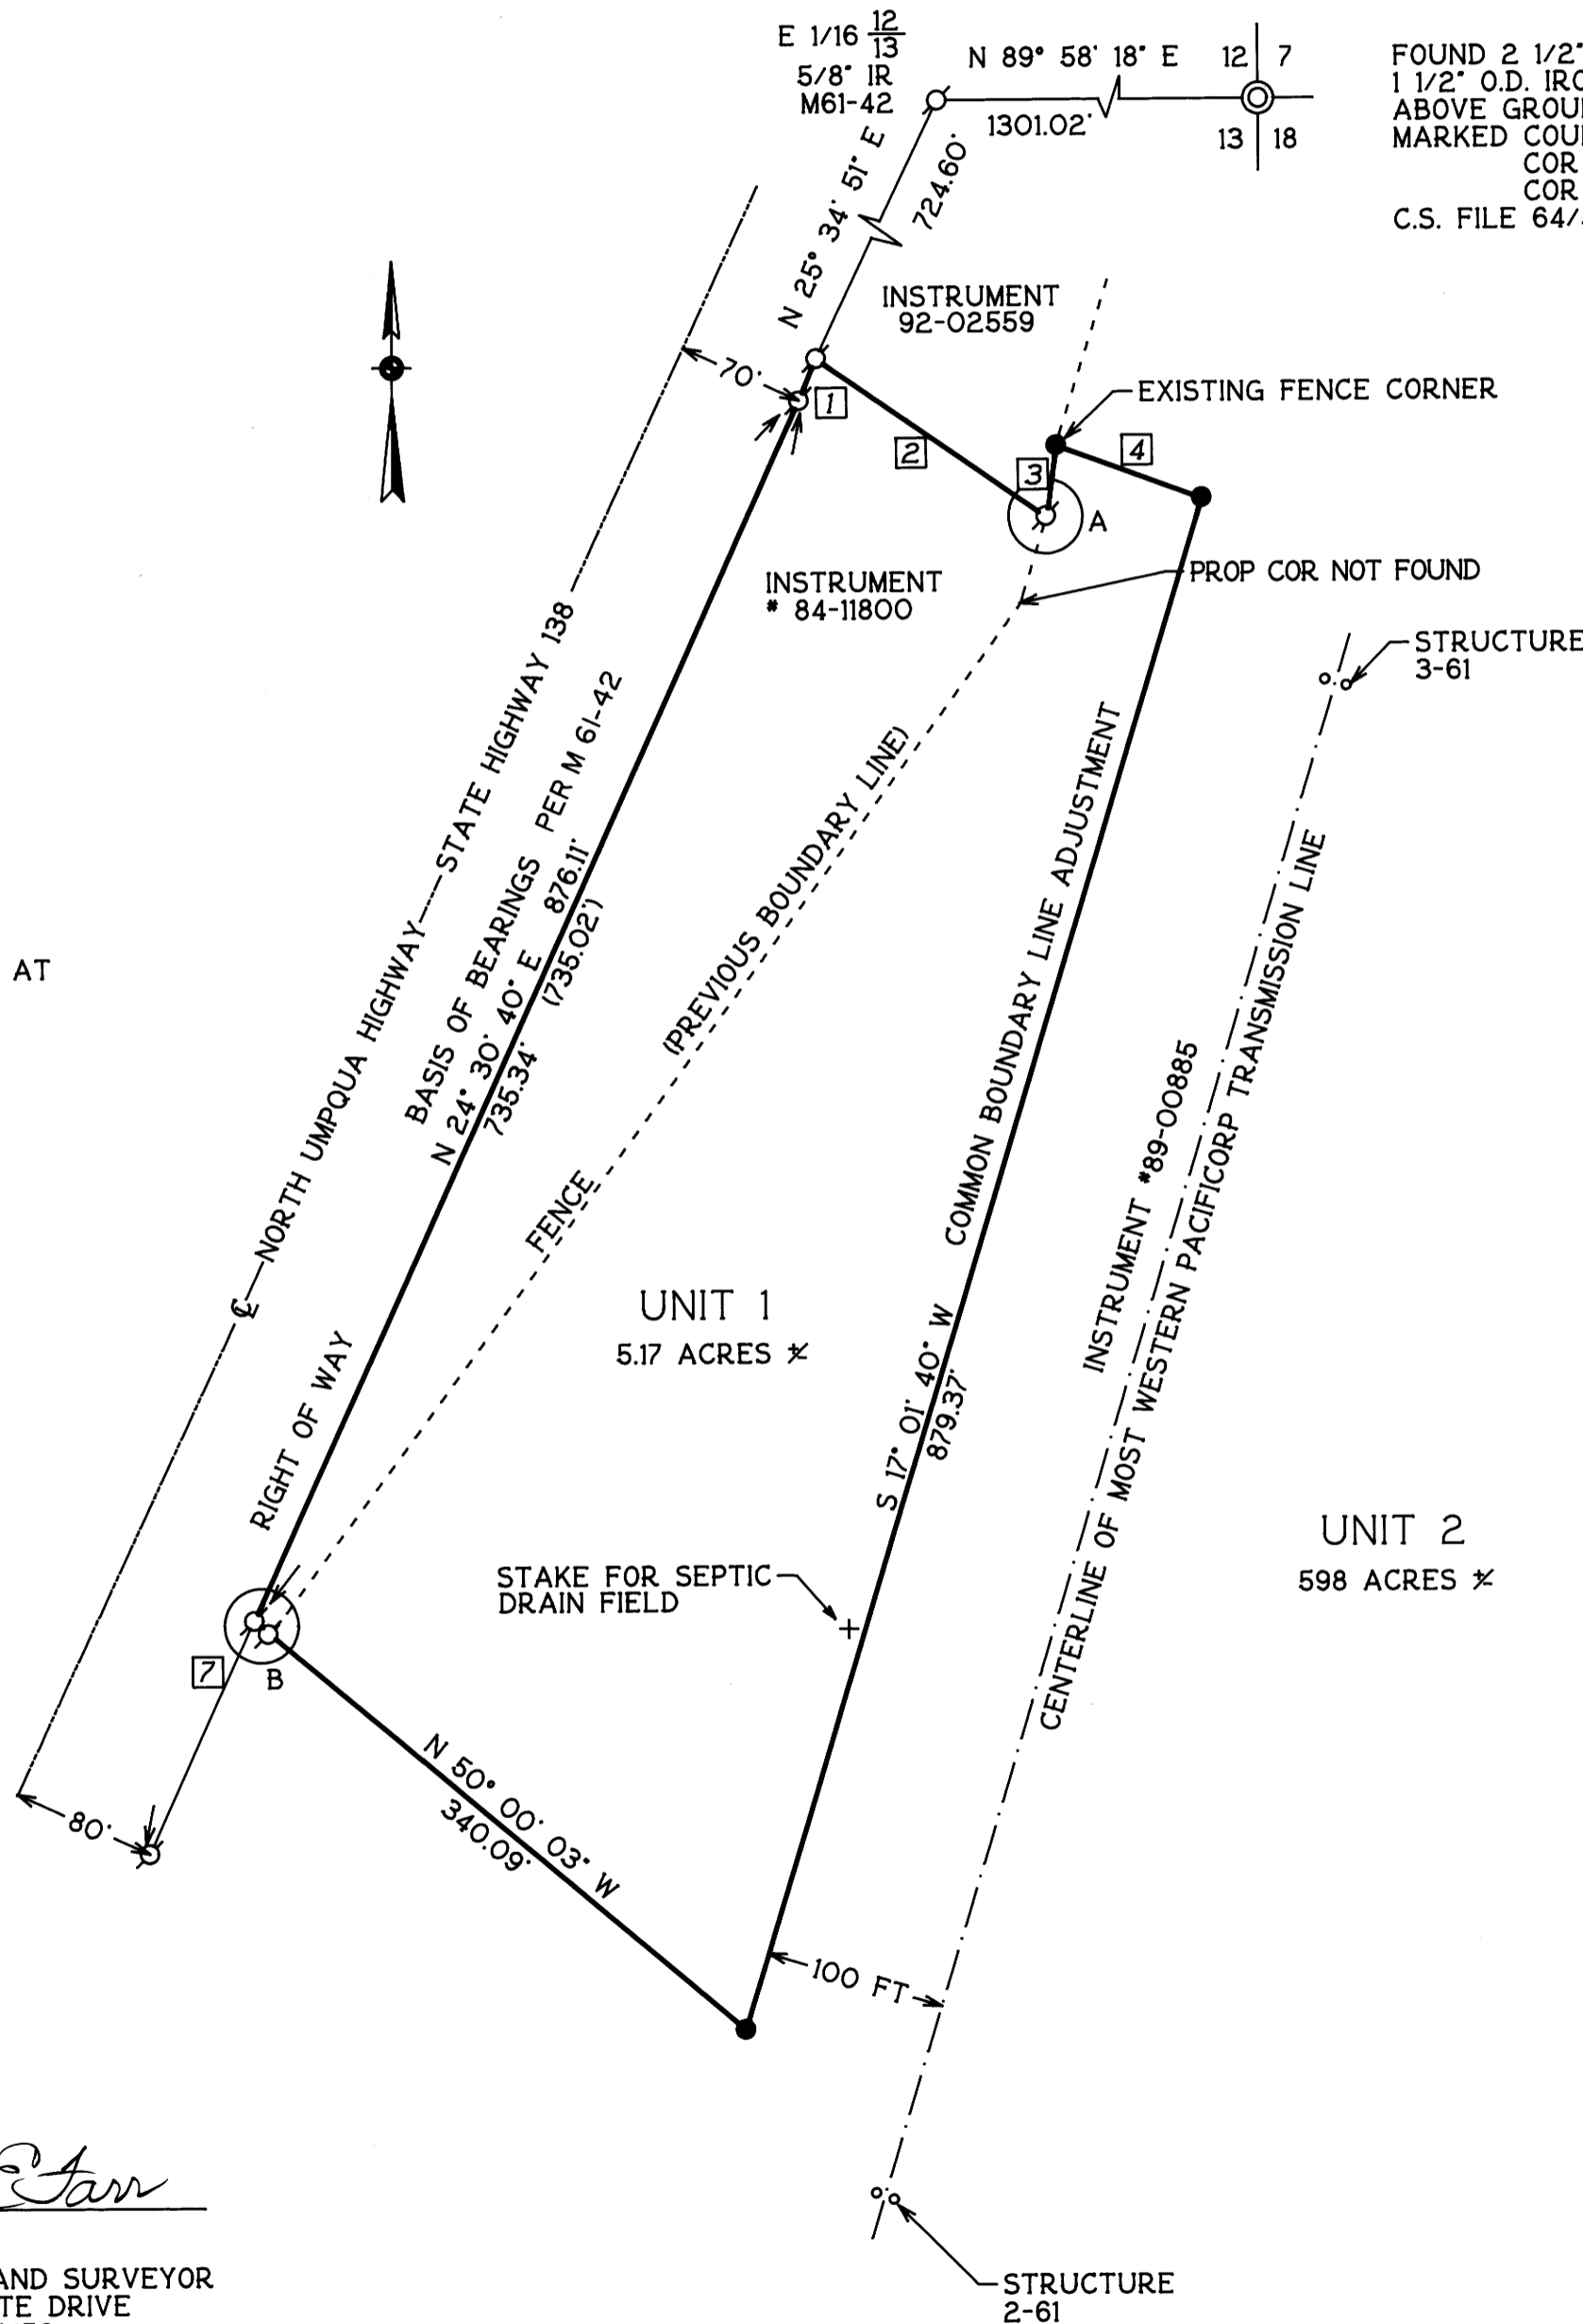 E 1/16 12/13
5/8" IR
M61-42
N 89° 58' 18" E
1301.02'
12 7
13 18
FOUND 2 1/2"
1 1/2" O.D.
ABOVE
MARKED
COR
COR
C.S. FILE
N 25° 34' 51" E
724.60'
INSTRUMENT
92-02559
70'
1
2
3
4
EXISTING FENCE CORNER
A
PROP COR NOT FOUND
INSTRUMENT
# 84-11800
STRUCTURE
3-61
NORTH UMPQUA HIGHWAY STATE HIGHWAY 138
BASIS OF BEARINGS PER M 61-42
N 24° 30' 40" E 876.11'
735.34' (735.02')
(PREVIOUS BOUNDARY LINE)
FENCE
COMMON BOUNDARY LINE ADJUSTMENT
S 17° 01' 40" W
879.37'
INSTRUMENT #89-00885
CENTERLINE OF MOST WESTERN PACIFICORP TRANSMISSION LINE
AT
UNIT 1
5.17 ACRES ±
RIGHT OF WAY
UNIT 2
598 ACRES ±
STAKE FOR SEPTIC
DRAIN FIELD
7
B
80'
N 50° 00' 03" W
340.09'
100 FT
Farr
SURVEYOR
DRIVE
STRUCTURE
2-61